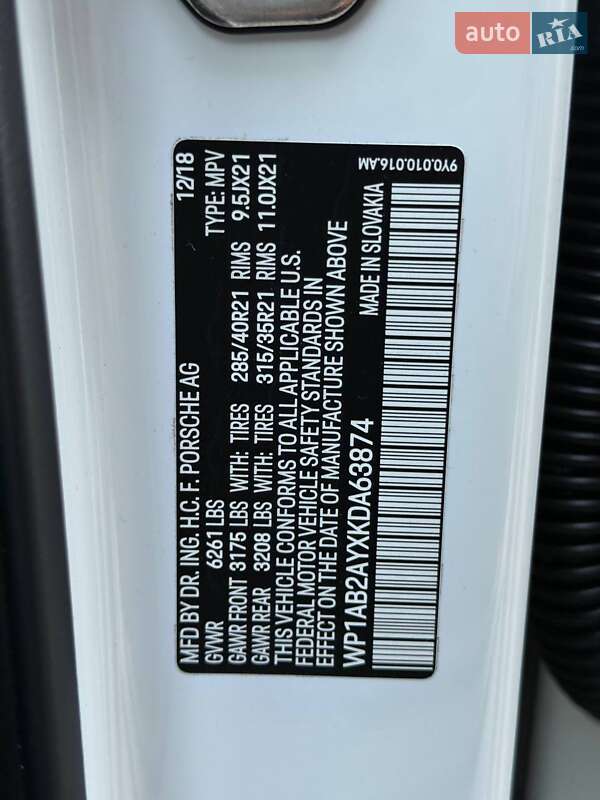 auto RIA .com
MFD BY DR. ING. H.C. F. PORSCHE AG 12/18
GVWR 6261 LBS TYPE: MPV
GAWR FRONT 3175 LBS WITH: TIRES 285/40R21 RIMS 9.5JX21
GAWR REAR 3208 LBS WITH: TIRES 315/35R21 RIMS 11.0JX21
THIS VEHICLE CONFORMS TO ALL APPLICABLE U.S.
FEDERAL MOTOR VEHICLE SAFETY STANDARDS IN
EFFECT ON THE DATE OF MANUFACTURE SHOWN ABOVE
WP1AB2AYXKDA63874 MADE IN SLOVAKIA
9Y0.010.016.AM